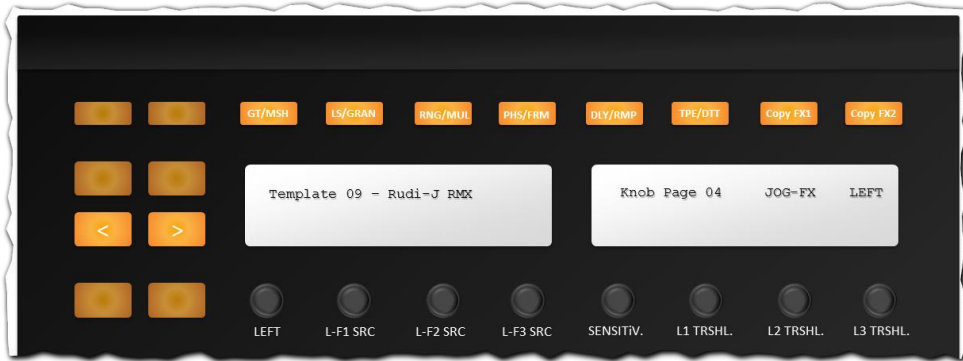 GT/MSH LS/GRAN RNG/MUL PHS/FRM DLY/RMP TPE/DTT Copy FX1 Copy FX2
Template 09 - Rudi-J RMX
Knob Page 04 JOG-FX LEFT
< >
LEFT L-F1 SRC L-F2 SRC L-F3 SRC SENSITiV. L1 TRSHL. L2 TRSHL. L3 TRSHL.